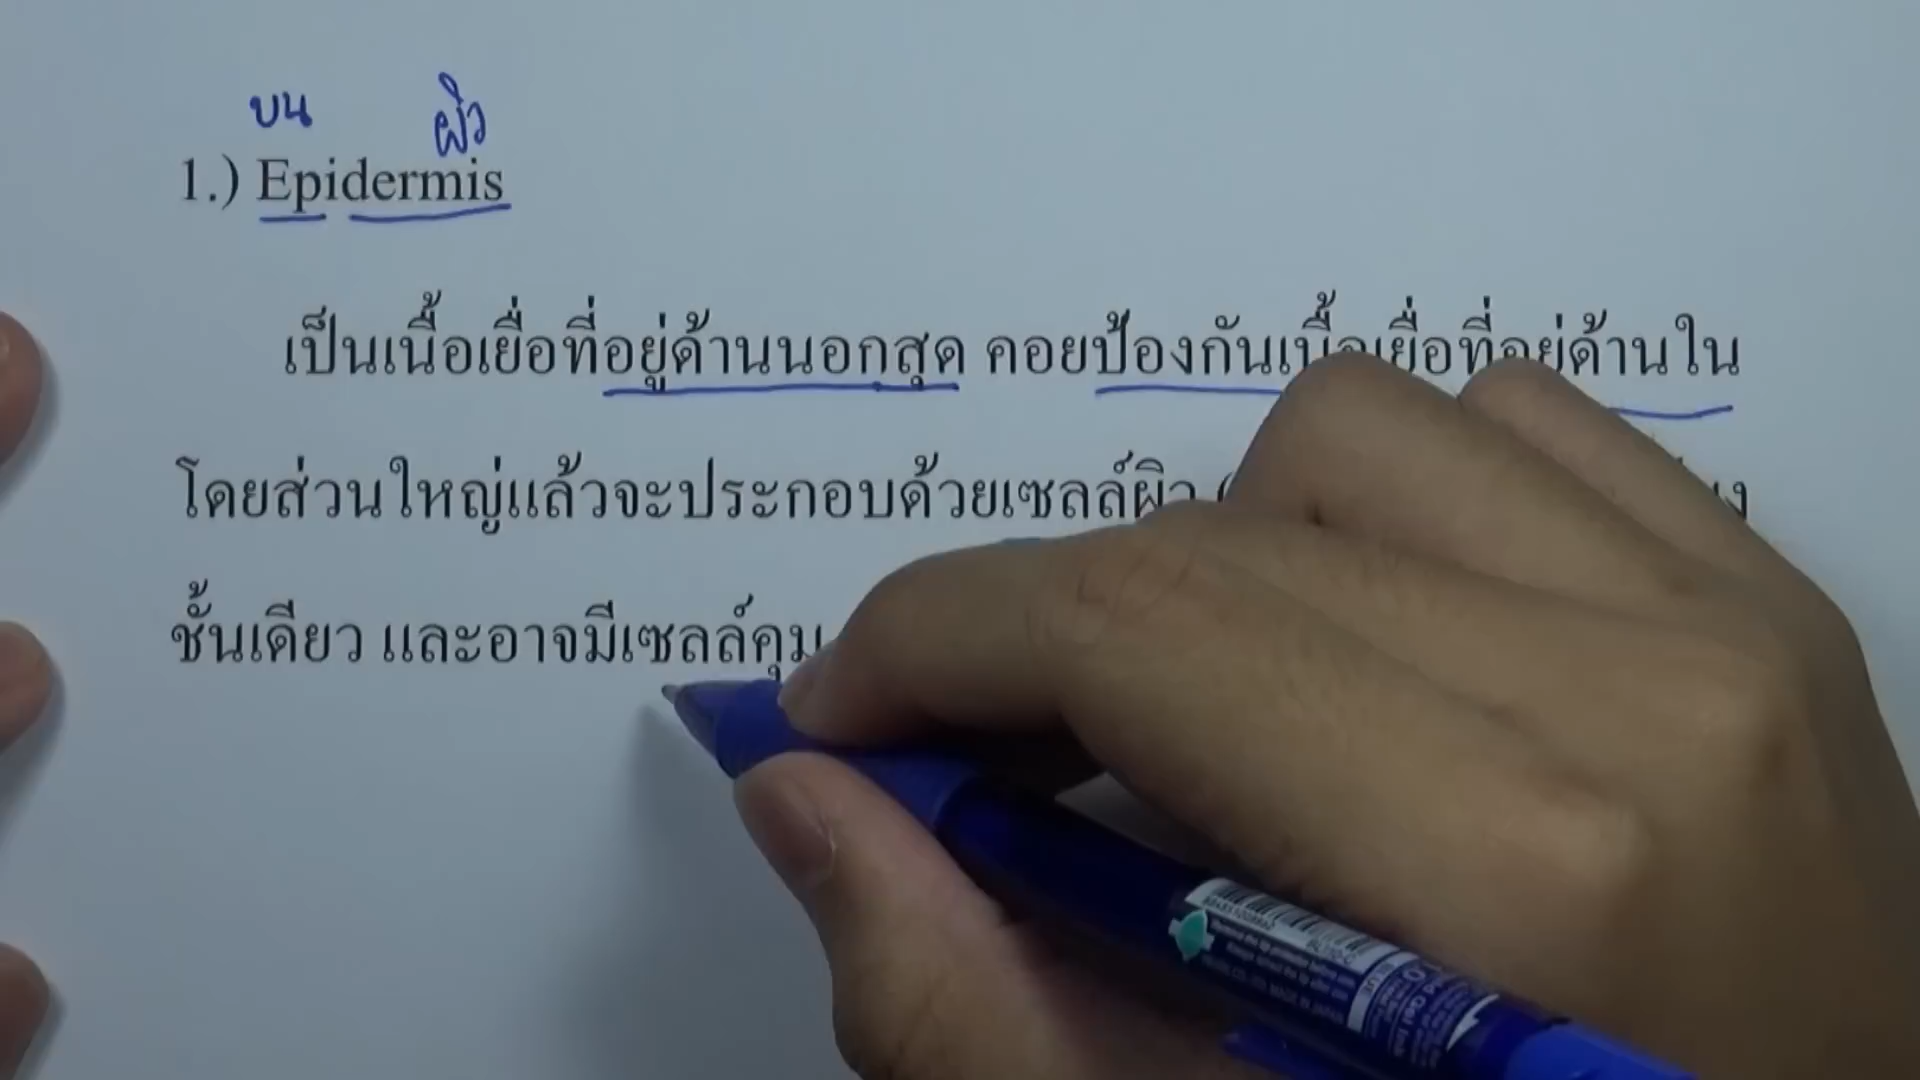 บน ผิว
1.) Epidermis
เป็นเนื้อเยื่อที่อยู่ด้านนอกสุด คอยป้องกันเนื้อเยื่อที่อยู่ด้านใน
โดยส่วนใหญ่แล้วจะประกอบด้วยเซลล์ผิว
ชั้นเดียว และอาจมีเซลล์คุม